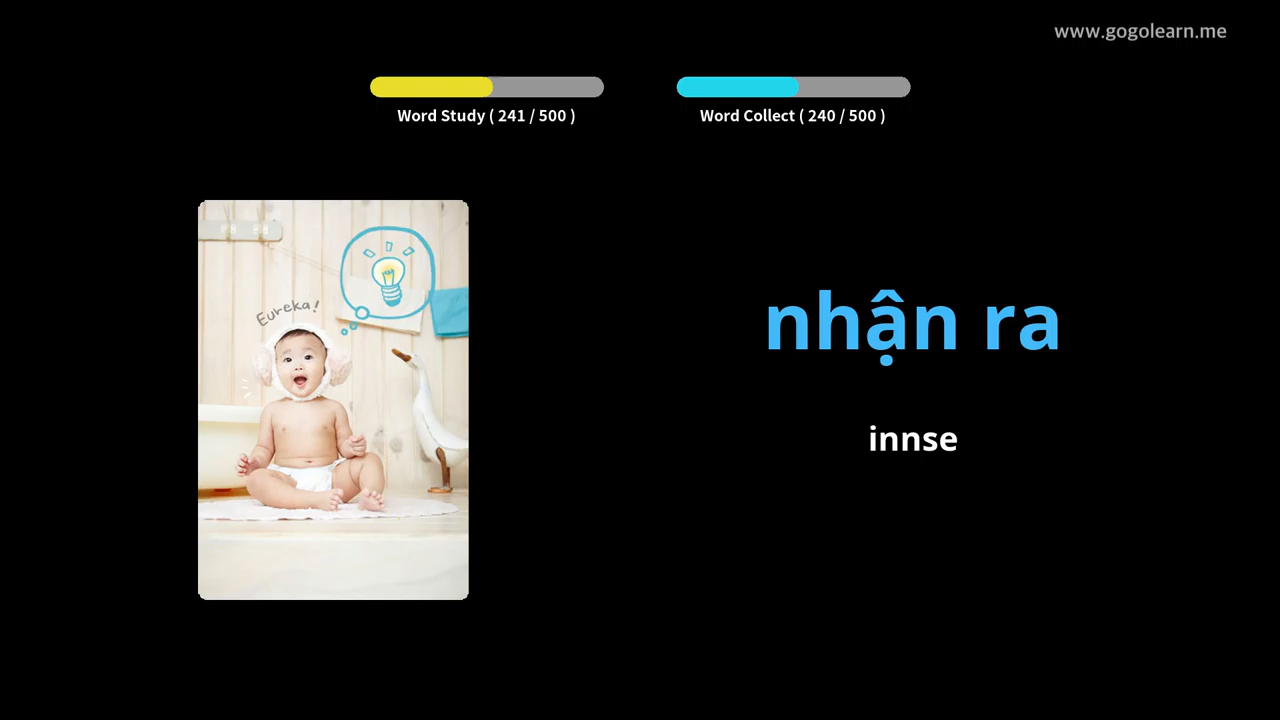 www.gogolearn.me
Word Study ( 241 / 500 )
Word Collect ( 240 / 500 )
Eureka!
nhận ra
innse